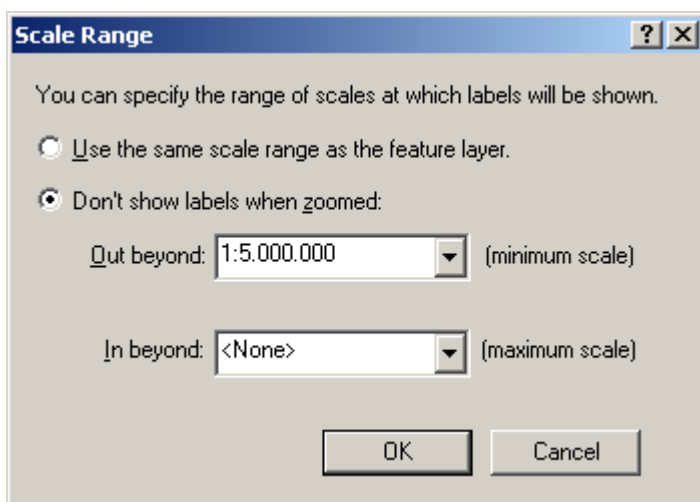 Scale Range
You can specify the range of scales at which labels will be shown.
Use the same scale range as the feature layer.
Don't show labels when zoomed:
Out beyond: 1:5.000.000 (minimum scale)
In beyond: <None> (maximum scale)
OK Cancel